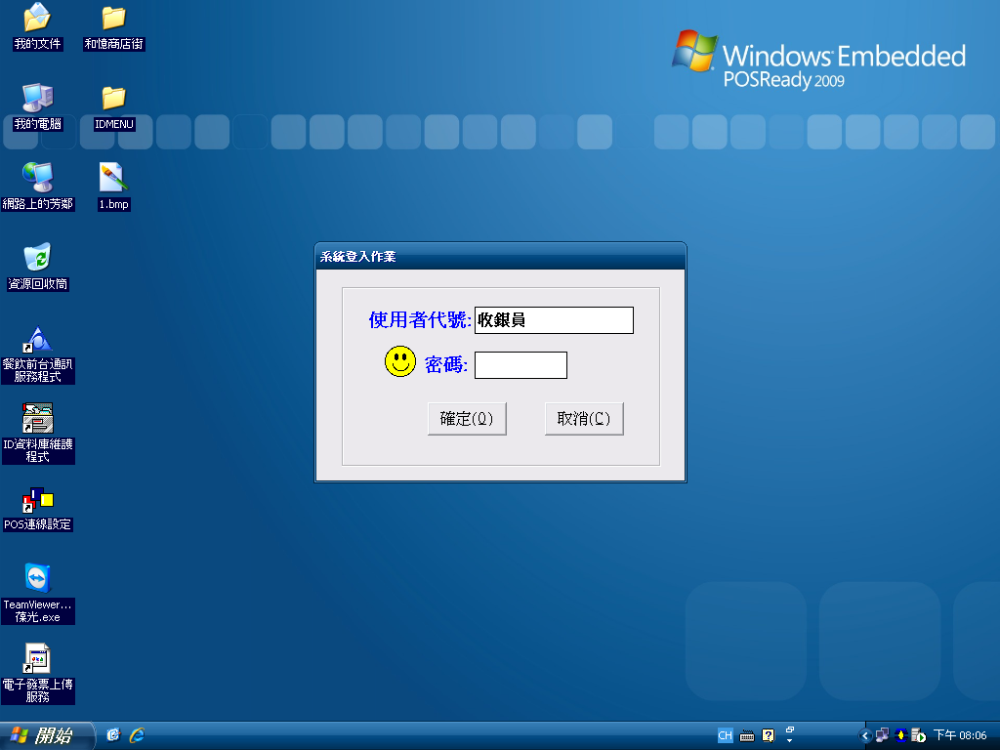 我的文件
和憶商店街
Windows Embedded
POSReady 2009
我的電腦
IDMENU
網路上的芳鄰
1.bmp
系統登入作業
資源回收筒
使用者代號:
收銀員
密碼:
餐飲前台通訊
服務程式
確定(O)
取消(C)
ID資料庫維護
程式
POS連線設定
TeamViewer...
葆光.exe
電子發票上傳
服務
開始
CH
下午 08:06